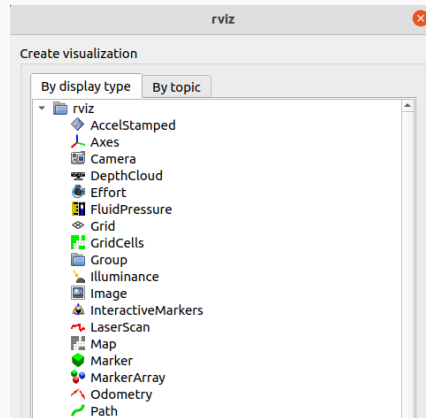 rviz
Create visualization
By display type By topic
rviz
AccelStamped
Axes
Camera
DepthCloud
Effort
FluidPressure
Grid
GridCells
Group
Illuminance
Image
InteractiveMarkers
LaserScan
Map
Marker
MarkerArray
Odometry
Path